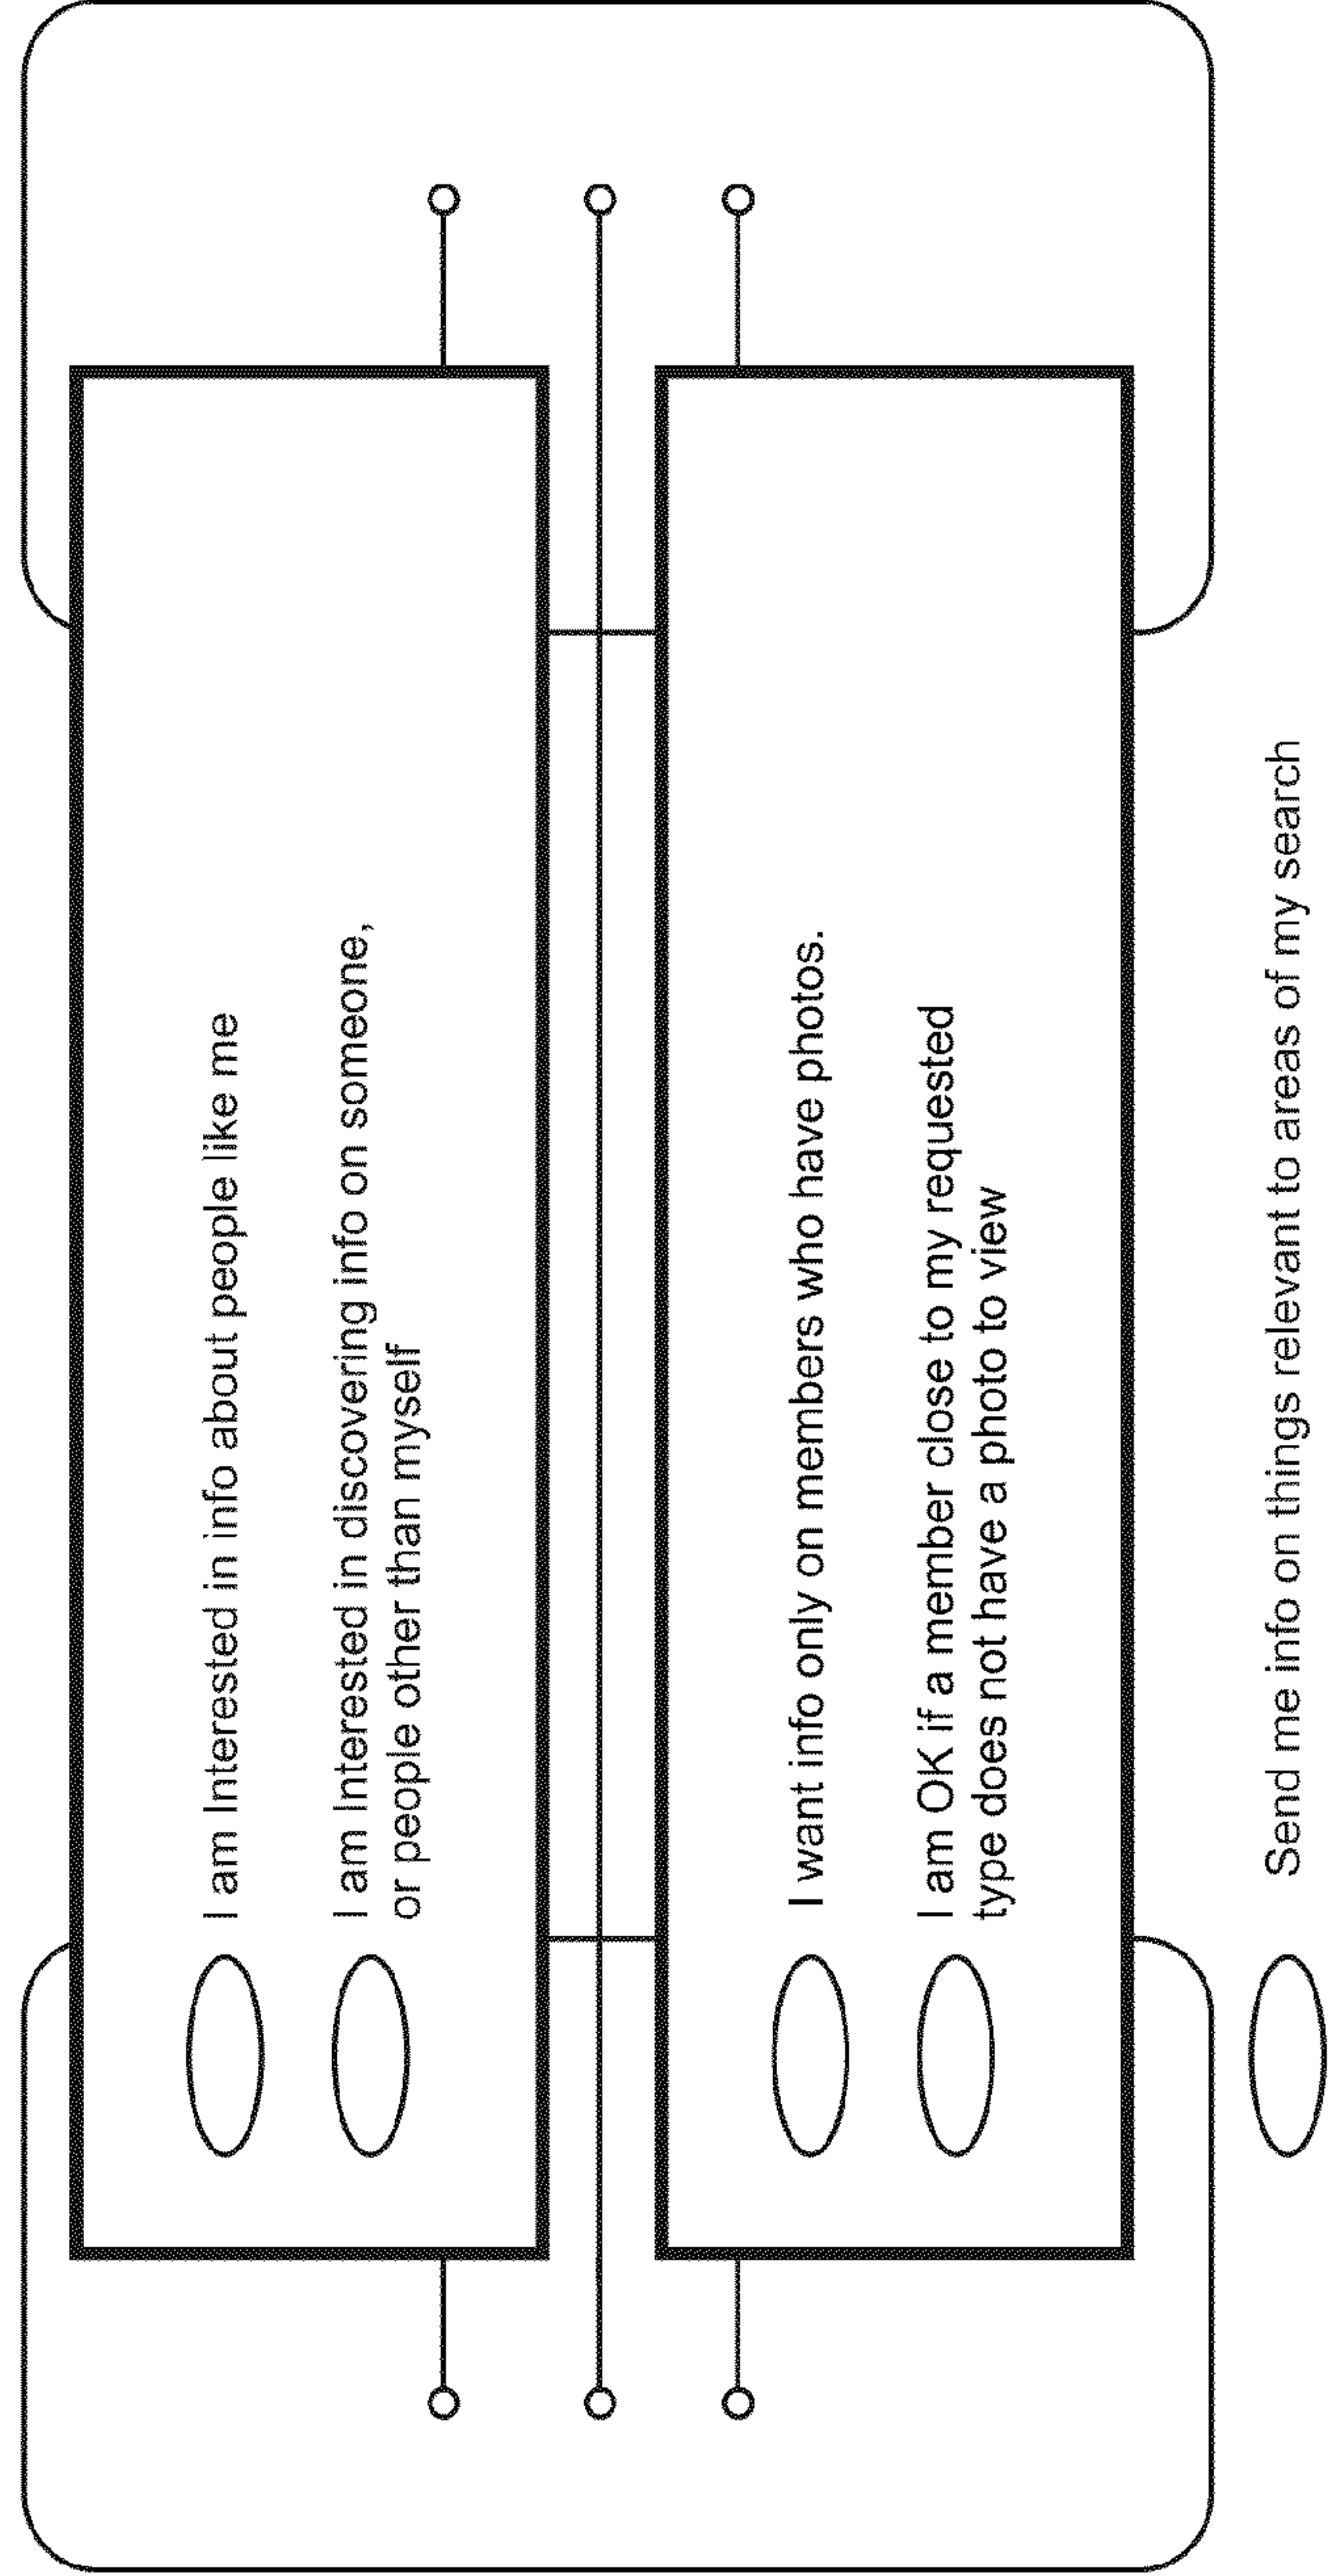 I am Interested in info about people like me
I am Interested in discovering info on someone,
or people other than myself
I want info only on members who have photos.
I am OK if a member close to my requested
type does not have a photo to view
Send me info on things relevant to areas of my search